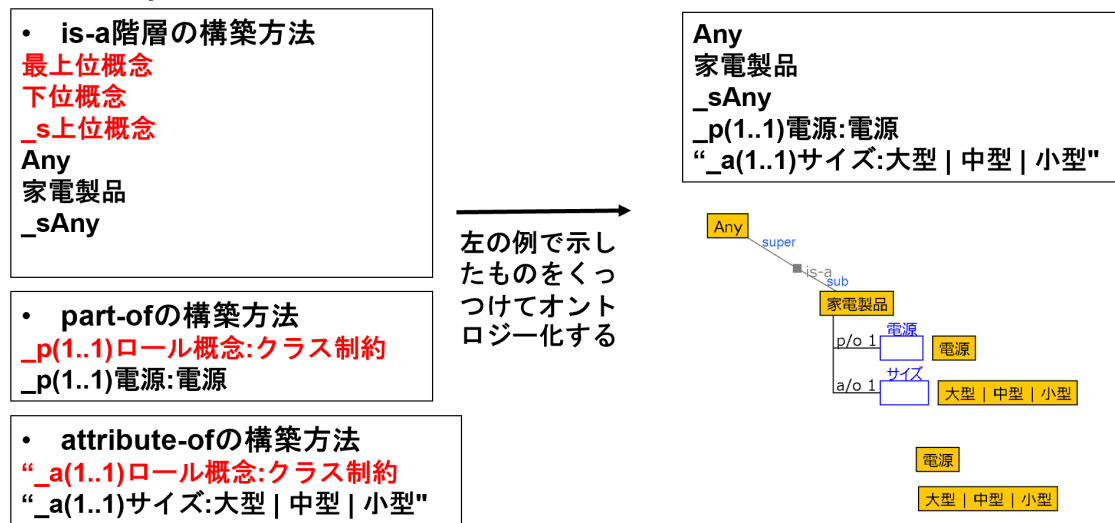 • is-a階層の構築方法
最上位概念
下位概念
_s上位概念
Any
家電製品
_sAny
• part-ofの構築方法
_p(1..1)ロール概念:クラス制約
_p(1..1)電源:電源
• attribute-ofの構築方法
“_a(1..1)ロール概念:クラス制約
“_a(1..1)サイズ:大型 | 中型 | 小型"
左の例で示し
たものをくっ
つけてオント
ロジー化する
Any
家電製品
_sAny
_p(1..1)電源:電源
“_a(1..1)サイズ:大型 | 中型 | 小型"
Any
super
is-a
sub
家電製品
電源
p/o 1
電源
サイズ
a/o 1
大型 | 中型 | 小型
電源
大型 | 中型 | 小型